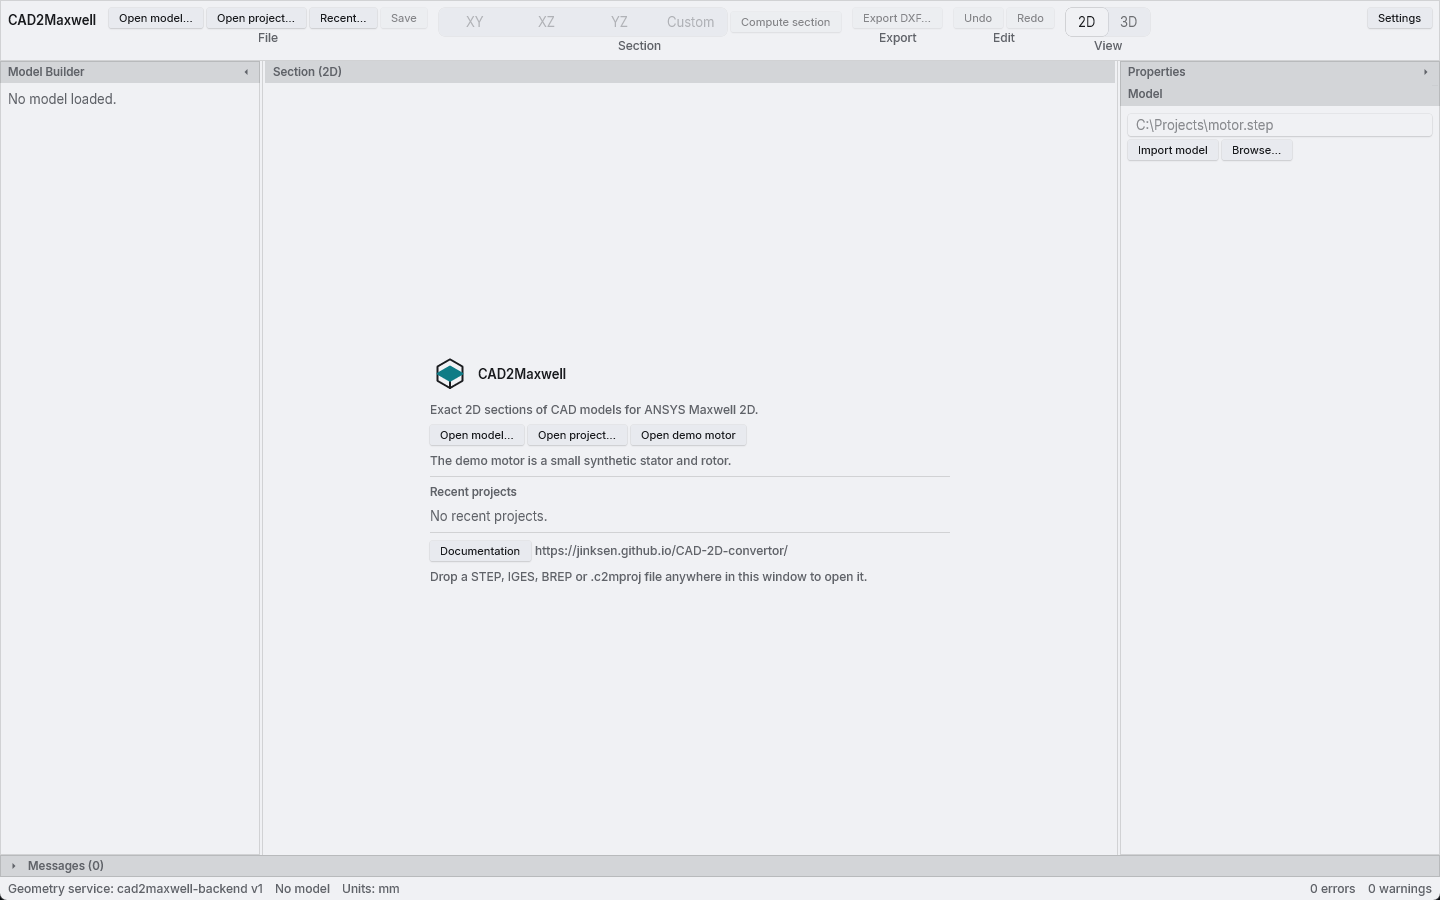 CAD2Maxwell
Open model...
Open project...
Recent...
Save
File
XY
XZ
YZ
Custom
Compute section
Section
Export DXF...
Export
Undo
Redo
Edit
2D
3D
View
Settings
Model Builder
No model loaded.
Section (2D)
Properties
Model
C:\Projects\motor.step
Import model
Browse...
CAD2Maxwell
Exact 2D sections of CAD models for ANSYS Maxwell 2D.
Open model...
Open project...
Open demo motor
The demo motor is a small synthetic stator and rotor.
Recent projects
No recent projects.
Documentation
https://jinksen.github.io/CAD-2D-convertor/
Drop a STEP, IGES, BREP or .c2mproj file anywhere in this window to open it.
Messages (0)
Geometry service: cad2maxwell-backend v1
No model
Units: mm
0 errors
0 warnings